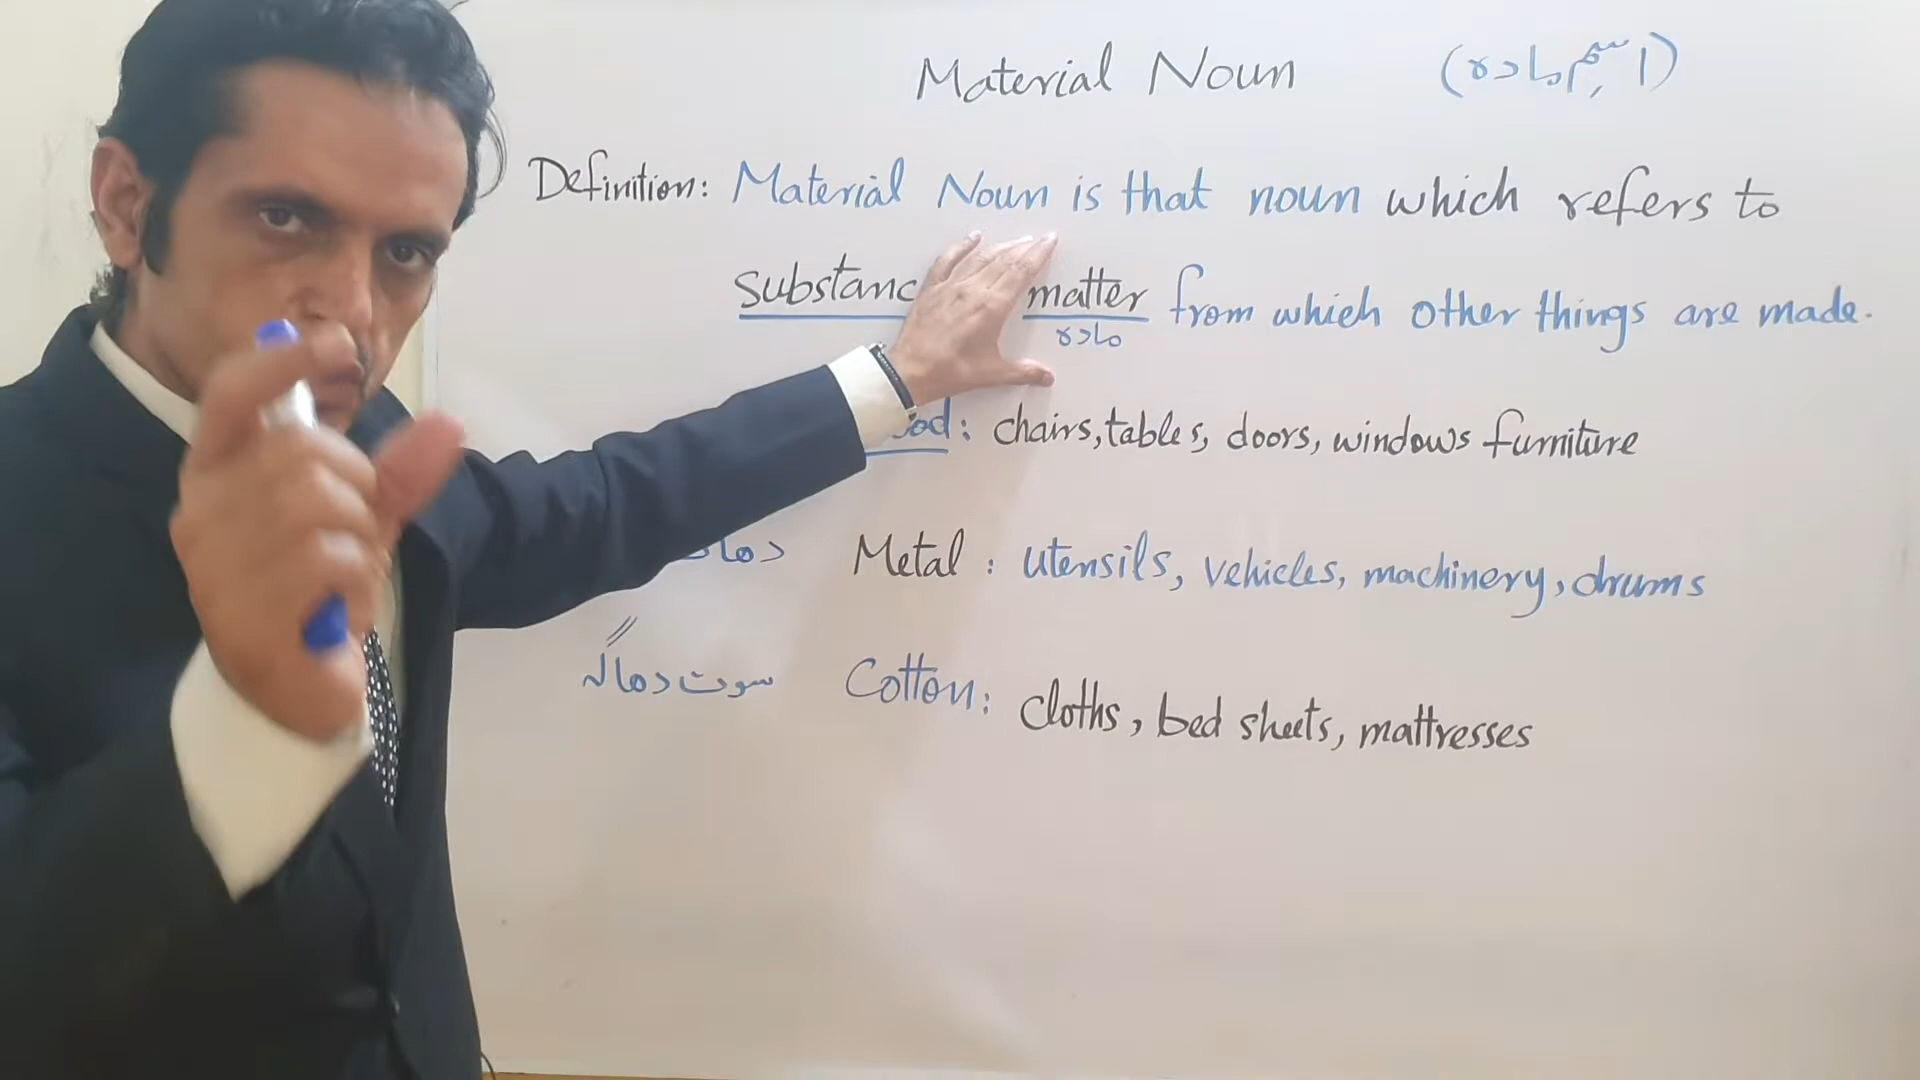 Material Noun (اسمِ مادہ)
Definition: Material Noun is that noun which refers to
substanc matter from which other things are made.
مادہ
ood: chairs, tables, doors, windows furniture
Metal: utensils, vehicles, machinery, drums
سوت دھاگہ Cotton: cloths, bed sheets, mattresses